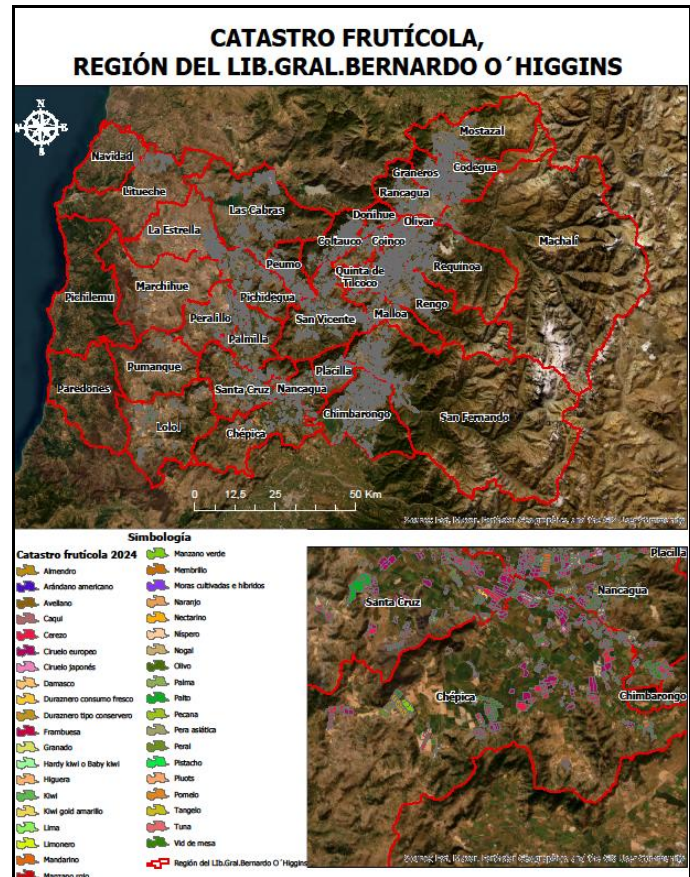 CATASTRO FRUTÍCOLA,
REGIÓN DEL LIB.GRAL.BERNARDO O´HIGGINS
N
E
S
Mostazal
Navidad
Codegua
Graneros
Litueche
Rancagua
Las Cabras
Donihue
Olivar
La Estrella
Coltauco
Coinco
Machalí
Peumo
Requinoa
Quinta de
Tilcoco
Marchihue
Pichilemu
Pichidegua
Rengo
Peralillo
San Vicente
Malloa
Palmilla
Pumanque
Placilla
Paredones
Santa Cruz
Nancagua
Chimbarongo
San Fernando
Lolol
Chépica
0 12.5 25 50 Km
Simbología
Catastro frutícola 2024
Almendro
Arándano americano
Avellano
Caqui
Cerezo
Ciruelo europeo
Ciruelo japonés
Damasco
Duraznero consumo fresco
Duraznero tipo conservero
Frambuesa
Granado
Hardy kiwi o Baby kiwi
Higuera
Kiwi
Kiwi gold amarillo
Lima
Limonero
Mandarino
Manzano rojo
Manzano verde
Membrillo
Moras cultivadas e híbridos
Naranjo
Nectarino
Níspero
Nogal
Olivo
Palma
Palto
Pecana
Pera asiática
Peral
Pistacho
Pluots
Pomelo
Tangelo
Tuna
Vid de mesa
Región del Lib.Gral.Bernardo O´Higgins
Placilla
Nancagua
Santa Cruz
Chépica
Chimbarongo